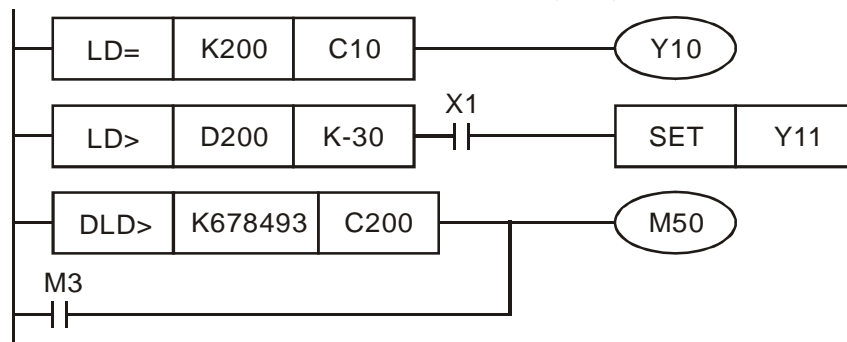 LD= K200 C10 Y10
X1
LD> D200 K-30 SET Y11
DLD> K678493 C200 M50
M3